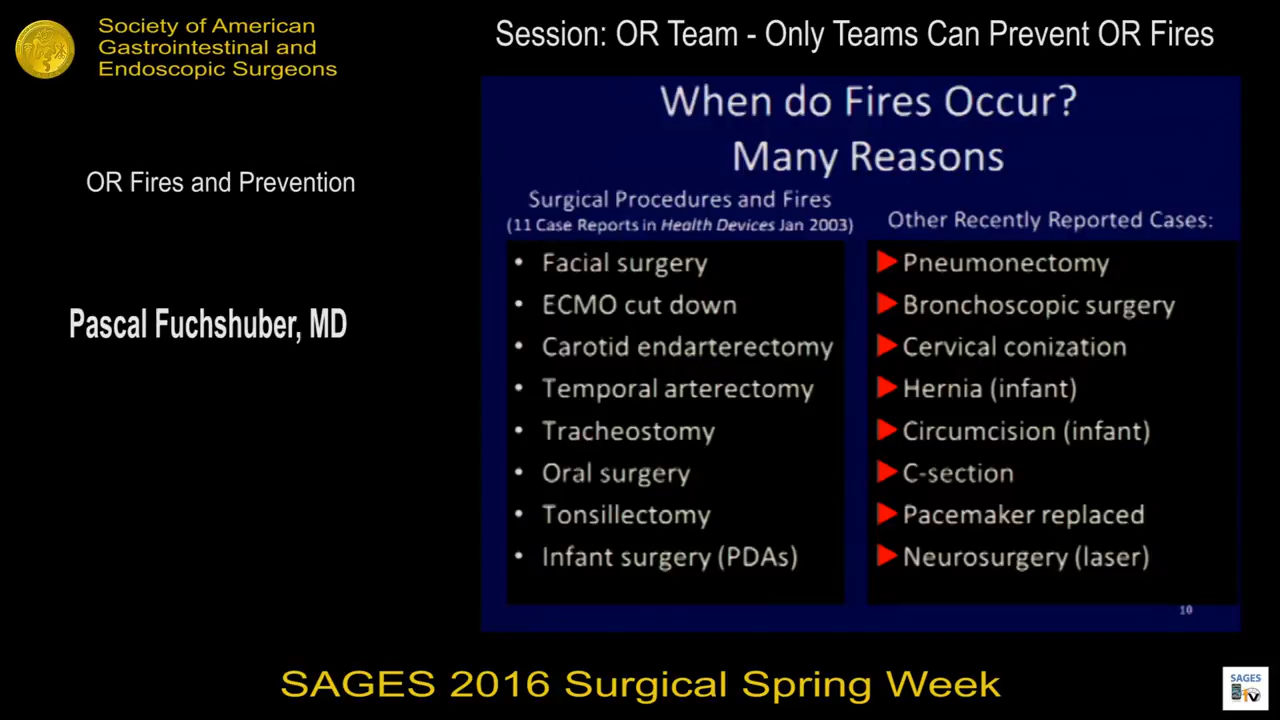 Society of American
Gastrointestinal and
Endoscopic Surgeons
Session: OR Team - Only Teams Can Prevent OR Fires
OR Fires and Prevention
Pascal Fuchshuber, MD
When do Fires Occur?
Many Reasons
Surgical Procedures and Fires
(11 Case Reports in Health Devices Jan 2003)
• Facial surgery
• ECMO cut down
• Carotid endarterectomy
• Temporal arterectomy
• Tracheostomy
• Oral surgery
• Tonsillectomy
• Infant surgery (PDAs)
Other Recently Reported Cases:
Pneumonectomy
Bronchoscopic surgery
Cervical conization
Hernia (infant)
Circumcision (infant)
C-section
Pacemaker replaced
Neurosurgery (laser)
10
SAGES 2016 Surgical Spring Week
SAGES
TV